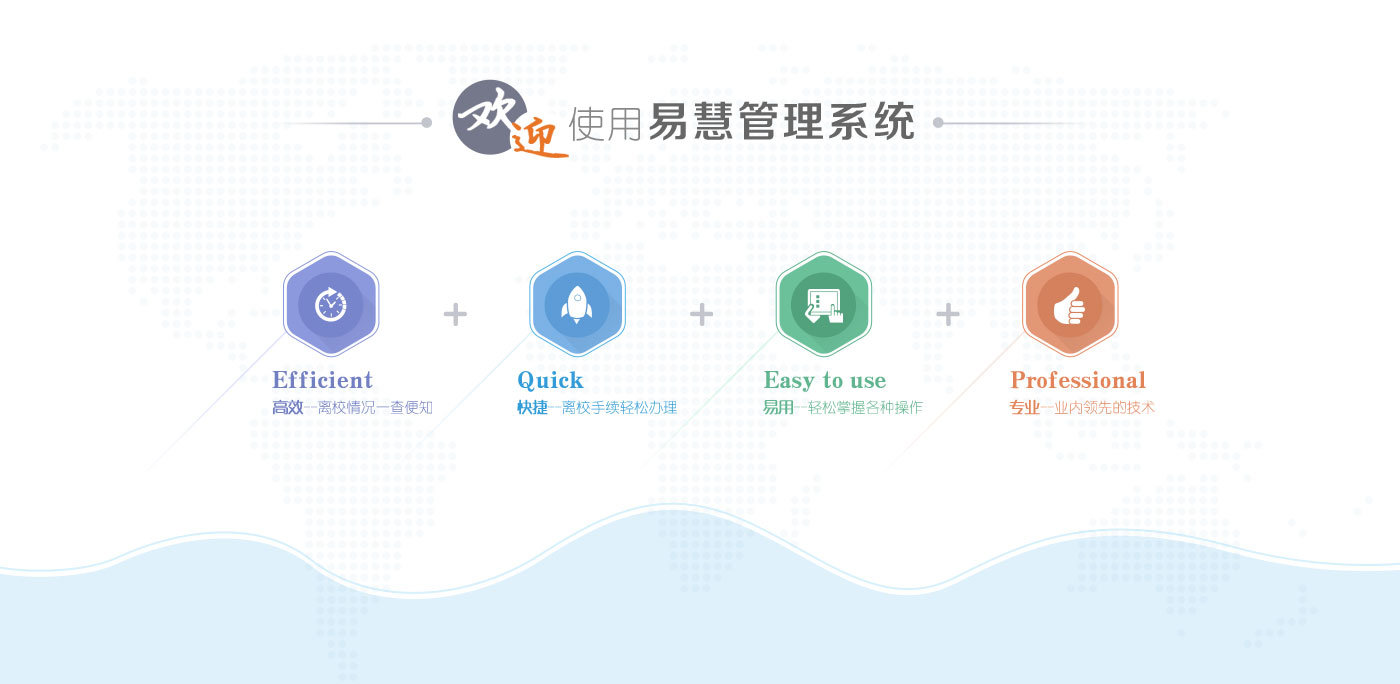 欢迎使用易慧管理系统
Efficient
高效--离校情况一查便知
Quick
快捷--离校手续轻松办理
Easy to use
易用--轻松掌握各种操作
Professional
专业--业内领先的技术